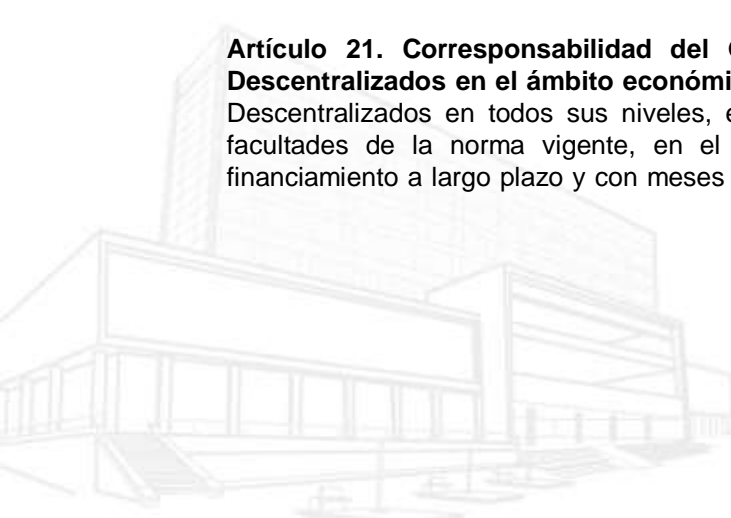 Artículo 21. Corresponsabilidad del
Descentralizados en el ámbito económi
Descentralizados en todos sus niveles,
facultades de la norma vigente, en el
financiamiento a largo plazo y con meses